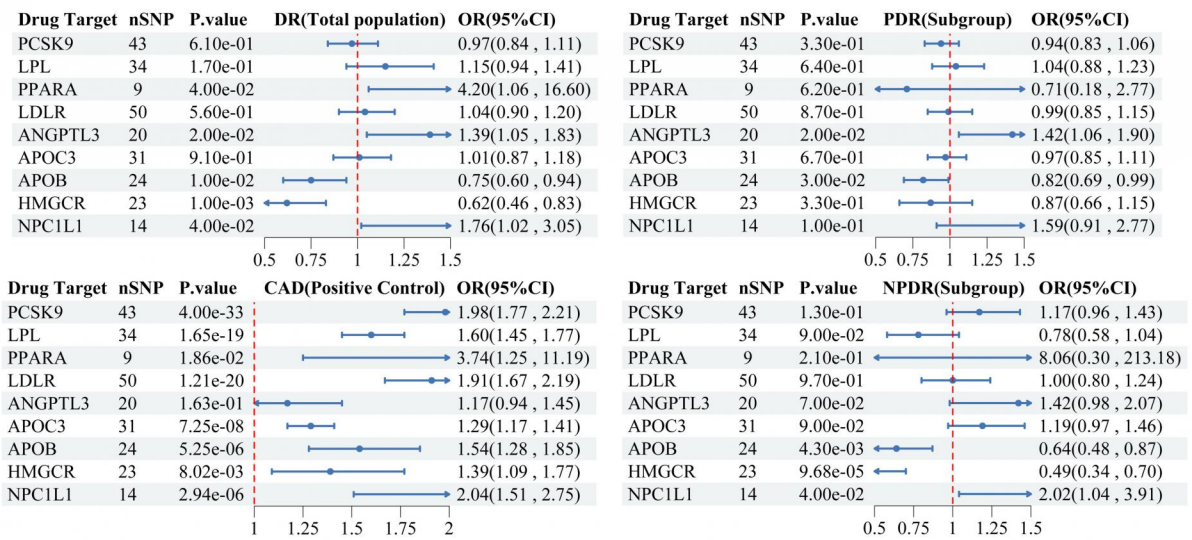 Drug Target nSNP P.value DR(Total population) OR(95%CI)
PCSK9 43 6.10e-01 0.97(0.84 , 1.11)
LPL 34 1.70e-01 1.15(0.94 , 1.41)
PPARA 9 4.00e-02 4.20(1.06 , 16.60)
LDLR 50 5.60e-01 1.04(0.90 , 1.20)
ANGPTL3 20 2.00e-02 1.39(1.05 , 1.83)
APOC3 31 9.10e-01 1.01(0.87 , 1.18)
APOB 24 1.00e-02 0.75(0.60 , 0.94)
HMGCR 23 1.00e-03 0.62(0.46 , 0.83)
NPC1L1 14 4.00e-02 1.76(1.02 , 3.05)
0.5 0.75 1 1.25 1.5
Drug Target nSNP P.value PDR(Subgroup) OR(95%CI)
PCSK9 43 3.30e-01 0.94(0.83 , 1.06)
LPL 34 6.40e-01 1.04(0.88 , 1.23)
PPARA 9 6.20e-01 0.71(0.18 , 2.77)
LDLR 50 8.70e-01 0.99(0.85 , 1.15)
ANGPTL3 20 2.00e-02 1.42(1.06 , 1.90)
APOC3 31 6.70e-01 0.97(0.85 , 1.11)
APOB 24 3.00e-02 0.82(0.69 , 0.99)
HMGCR 23 3.30e-01 0.87(0.66 , 1.15)
NPC1L1 14 1.00e-01 1.59(0.91 , 2.77)
0.5 0.75 1 1.25 1.5
Drug Target nSNP P.value CAD(Positive Control) OR(95%CI)
PCSK9 43 4.00e-33 1.98(1.77 , 2.21)
LPL 34 1.65e-19 1.60(1.45 , 1.77)
PPARA 9 1.86e-02 3.74(1.25 , 11.19)
LDLR 50 1.21e-20 1.91(1.67 , 2.19)
ANGPTL3 20 1.63e-01 1.17(0.94 , 1.45)
APOC3 31 7.25e-08 1.29(1.17 , 1.41)
APOB 24 5.25e-06 1.54(1.28 , 1.85)
HMGCR 23 8.02e-03 1.39(1.09 , 1.77)
NPC1L1 14 2.94e-06 2.04(1.51 , 2.75)
1 1.25 1.5 1.75 2
Drug Target nSNP P.value NPDR(Subgroup) OR(95%CI)
PCSK9 43 1.30e-01 1.17(0.96 , 1.43)
LPL 34 9.00e-02 0.78(0.58 , 1.04)
PPARA 9 2.10e-01 8.06(0.30 , 213.18)
LDLR 50 9.70e-01 1.00(0.80 , 1.24)
ANGPTL3 20 7.00e-02 1.42(0.98 , 2.07)
APOC3 31 9.00e-02 1.19(0.97 , 1.46)
APOB 24 4.30e-03 0.64(0.48 , 0.87)
HMGCR 23 9.68e-05 0.49(0.34 , 0.70)
NPC1L1 14 4.00e-02 2.02(1.04 , 3.91)
0.5 0.75 1 1.25 1.5